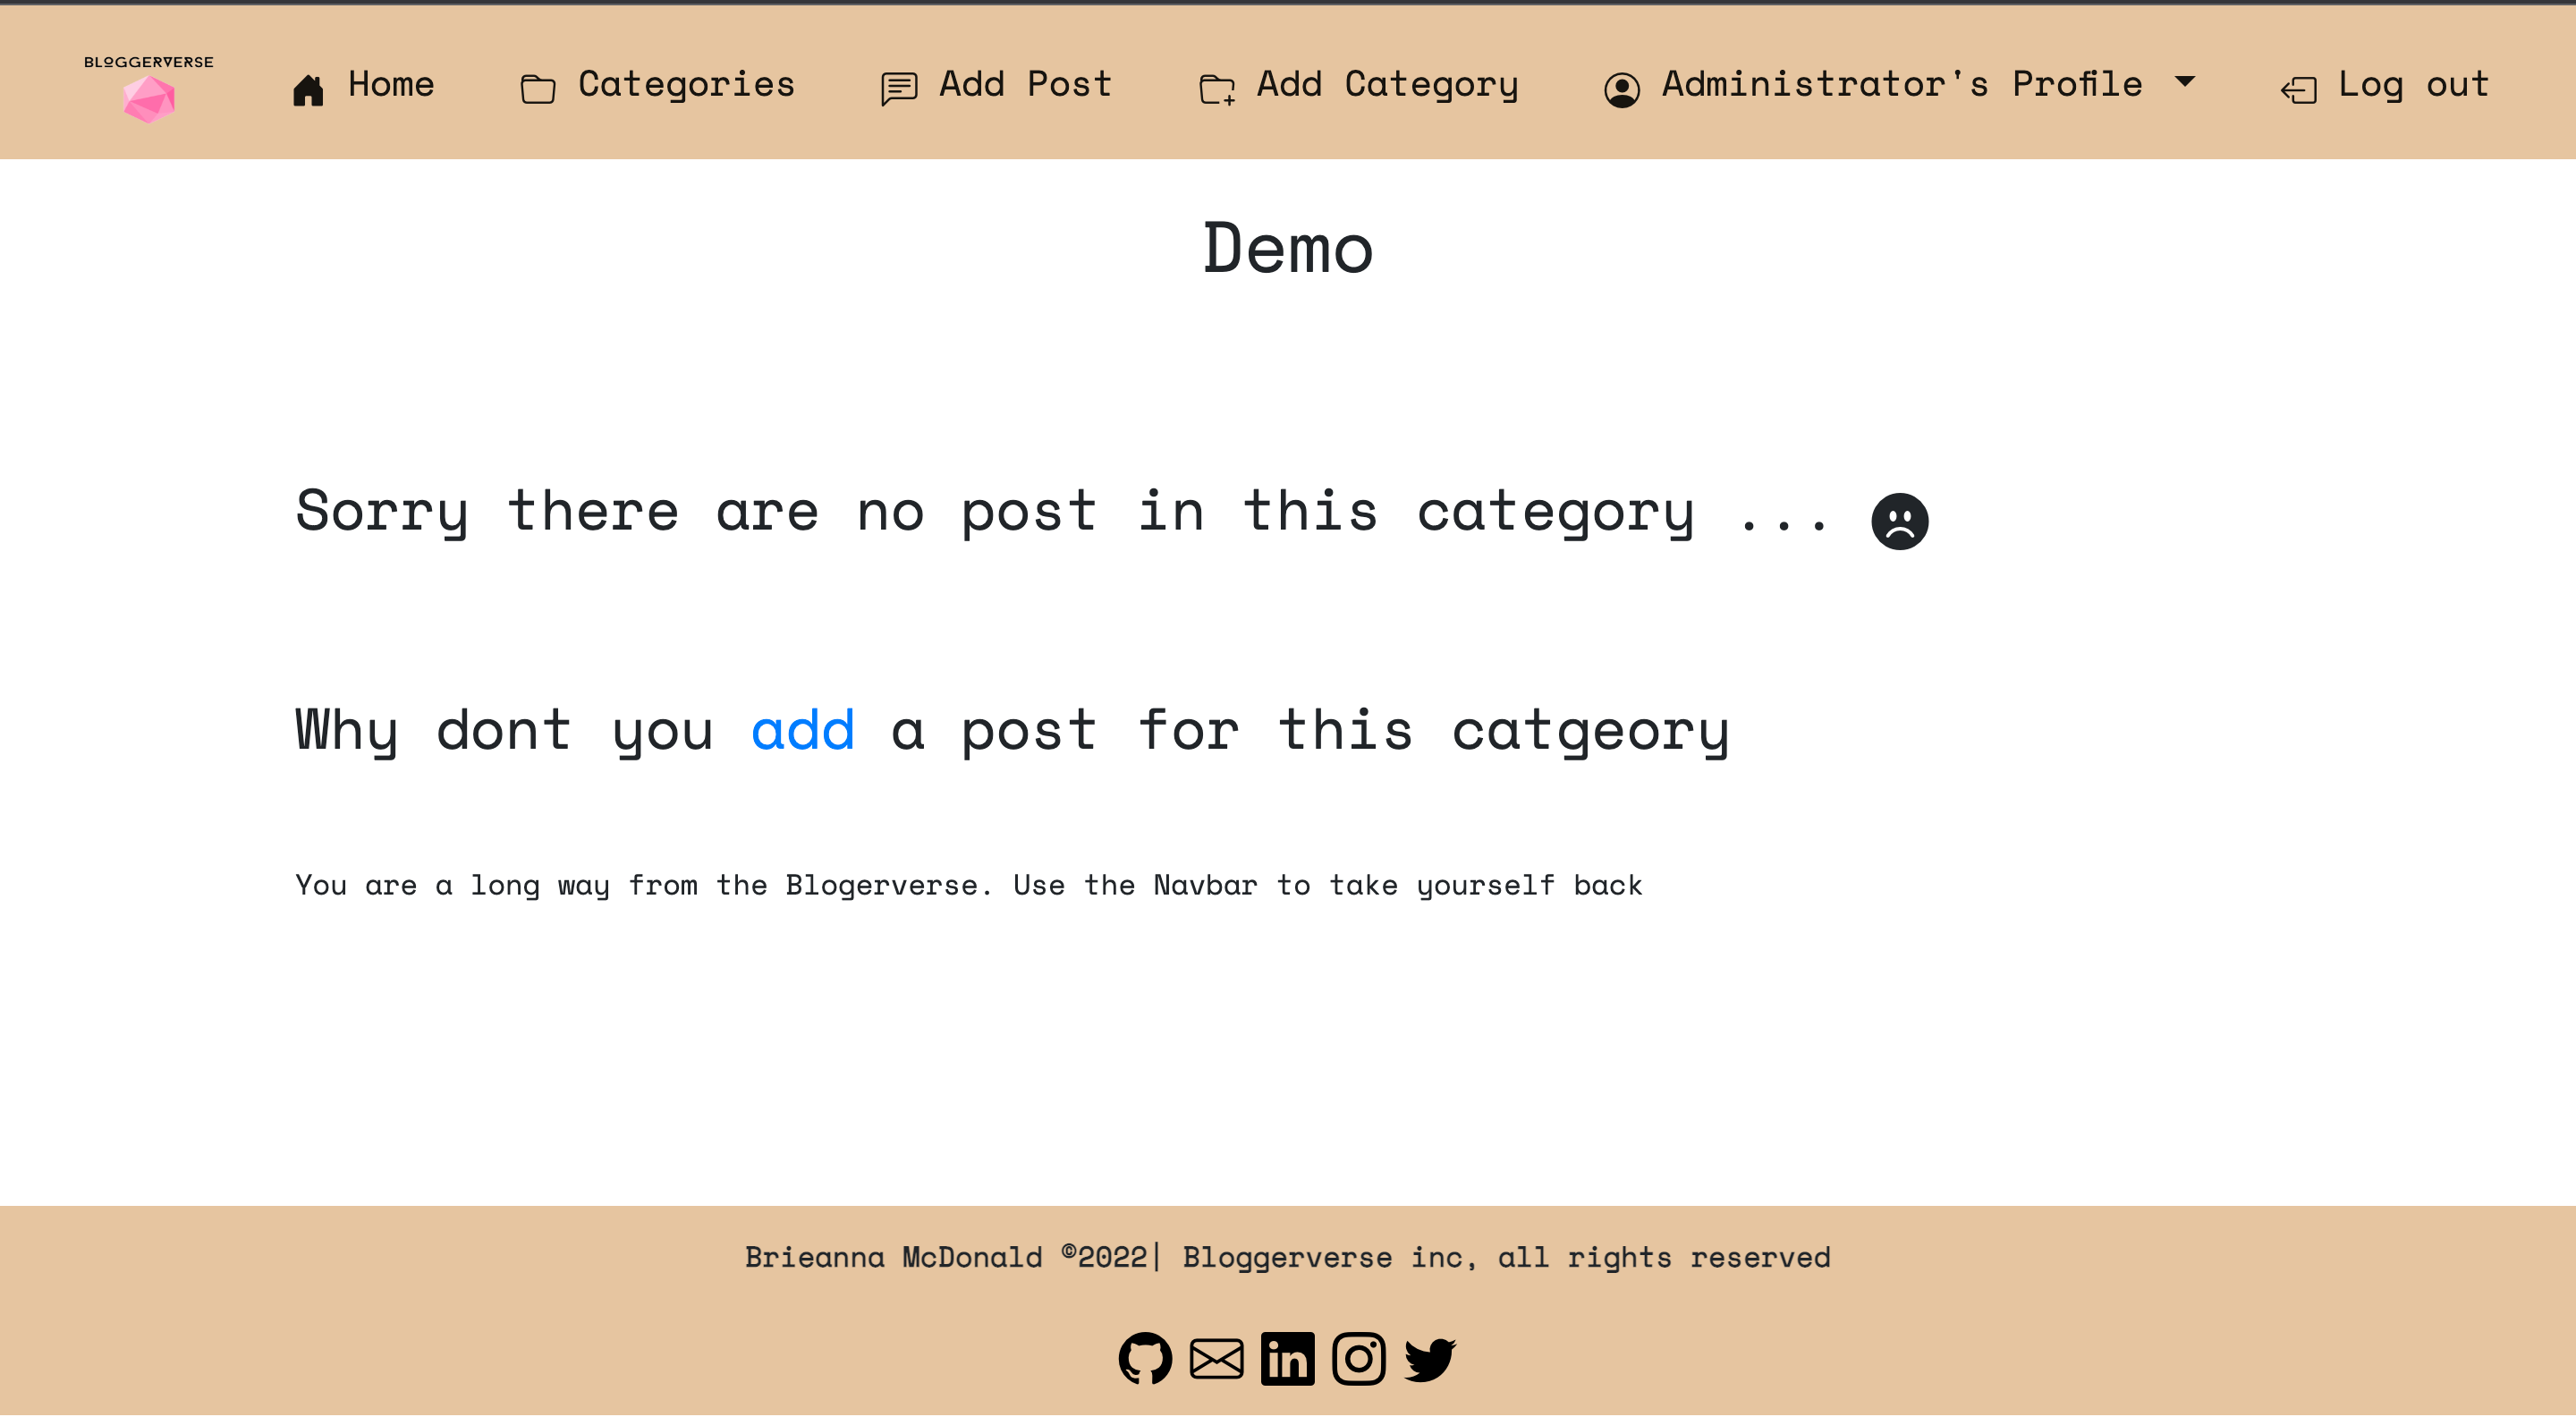 BLOGGERVERSE
Home Categories Add Post Add Category Administrator's Profile Log out
Demo
Sorry there are no post in this category ...
Why dont you add a post for this catgeory
You are a long way from the Blogerverse. Use the Navbar to take yourself back
Brieanna McDonald ©2022| Bloggerverse inc, all rights reserved
in